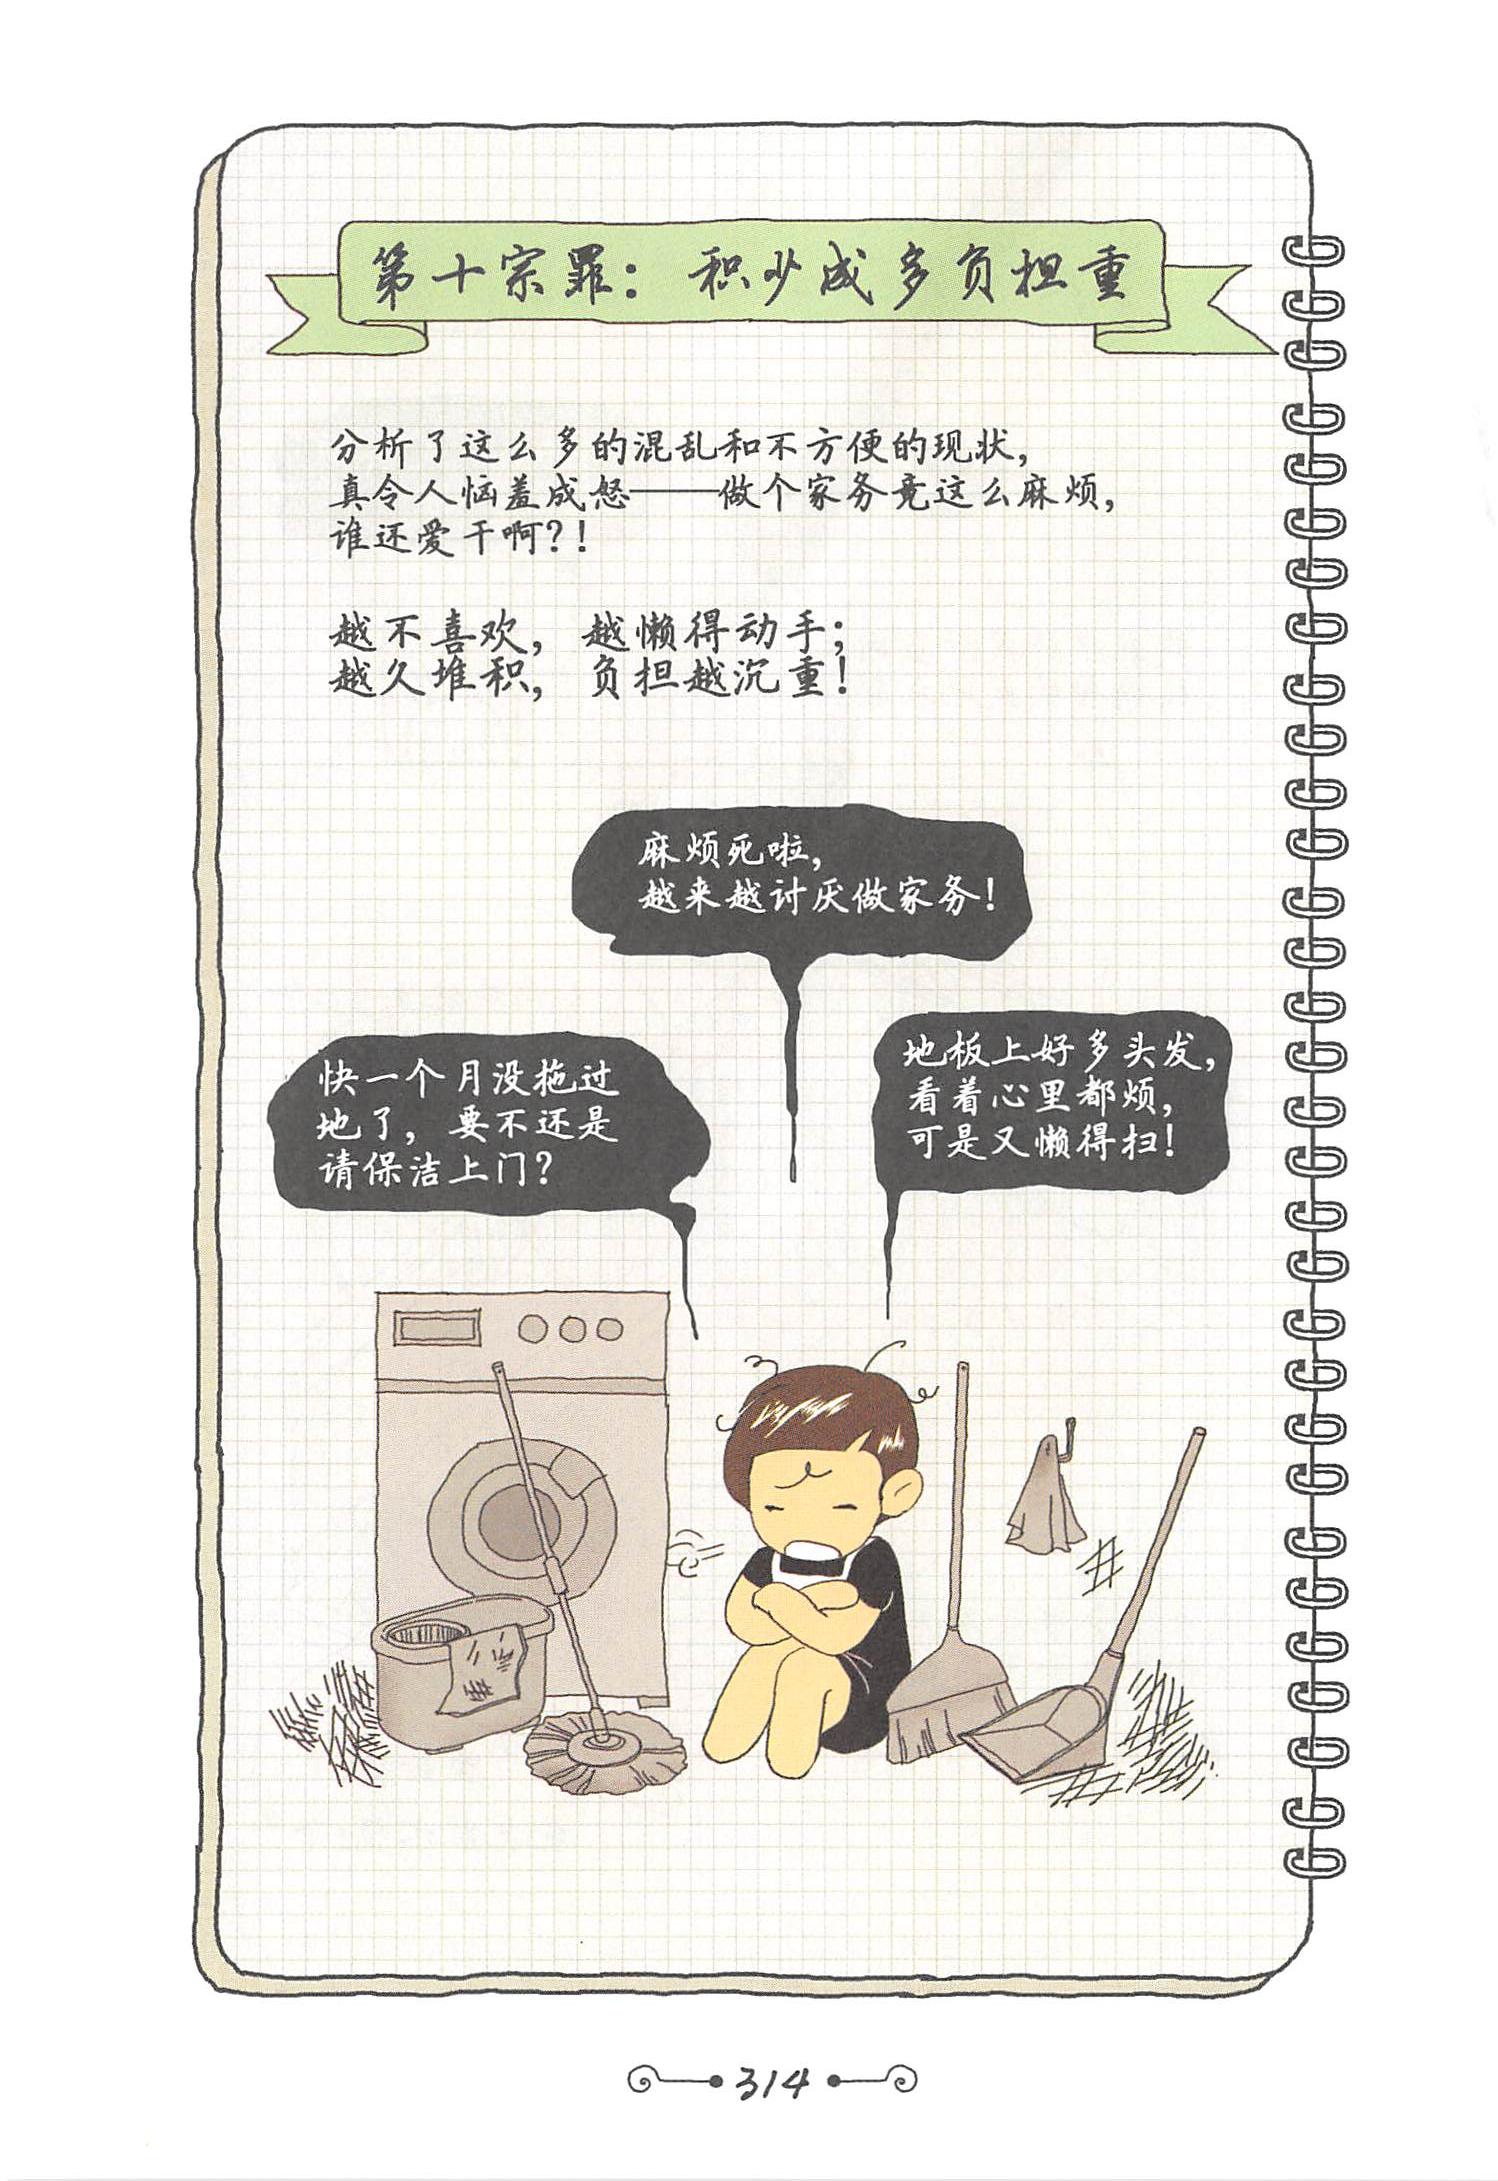 第十宗罪：积少成多负担重
分析了这么多的混乱和不方便的现状，
真令人恼羞成怒——做个家务竟这么麻烦，
谁还爱干啊？！
越不喜欢，越懒得动手；
越久堆积，负担越沉重！
麻烦死啦，
越来越讨厌做家务！
快一个月没拖过
地了，要不还是
请保洁上门？
地板上好多头发，
看着心里都烦，
可是又懒得扫！
314